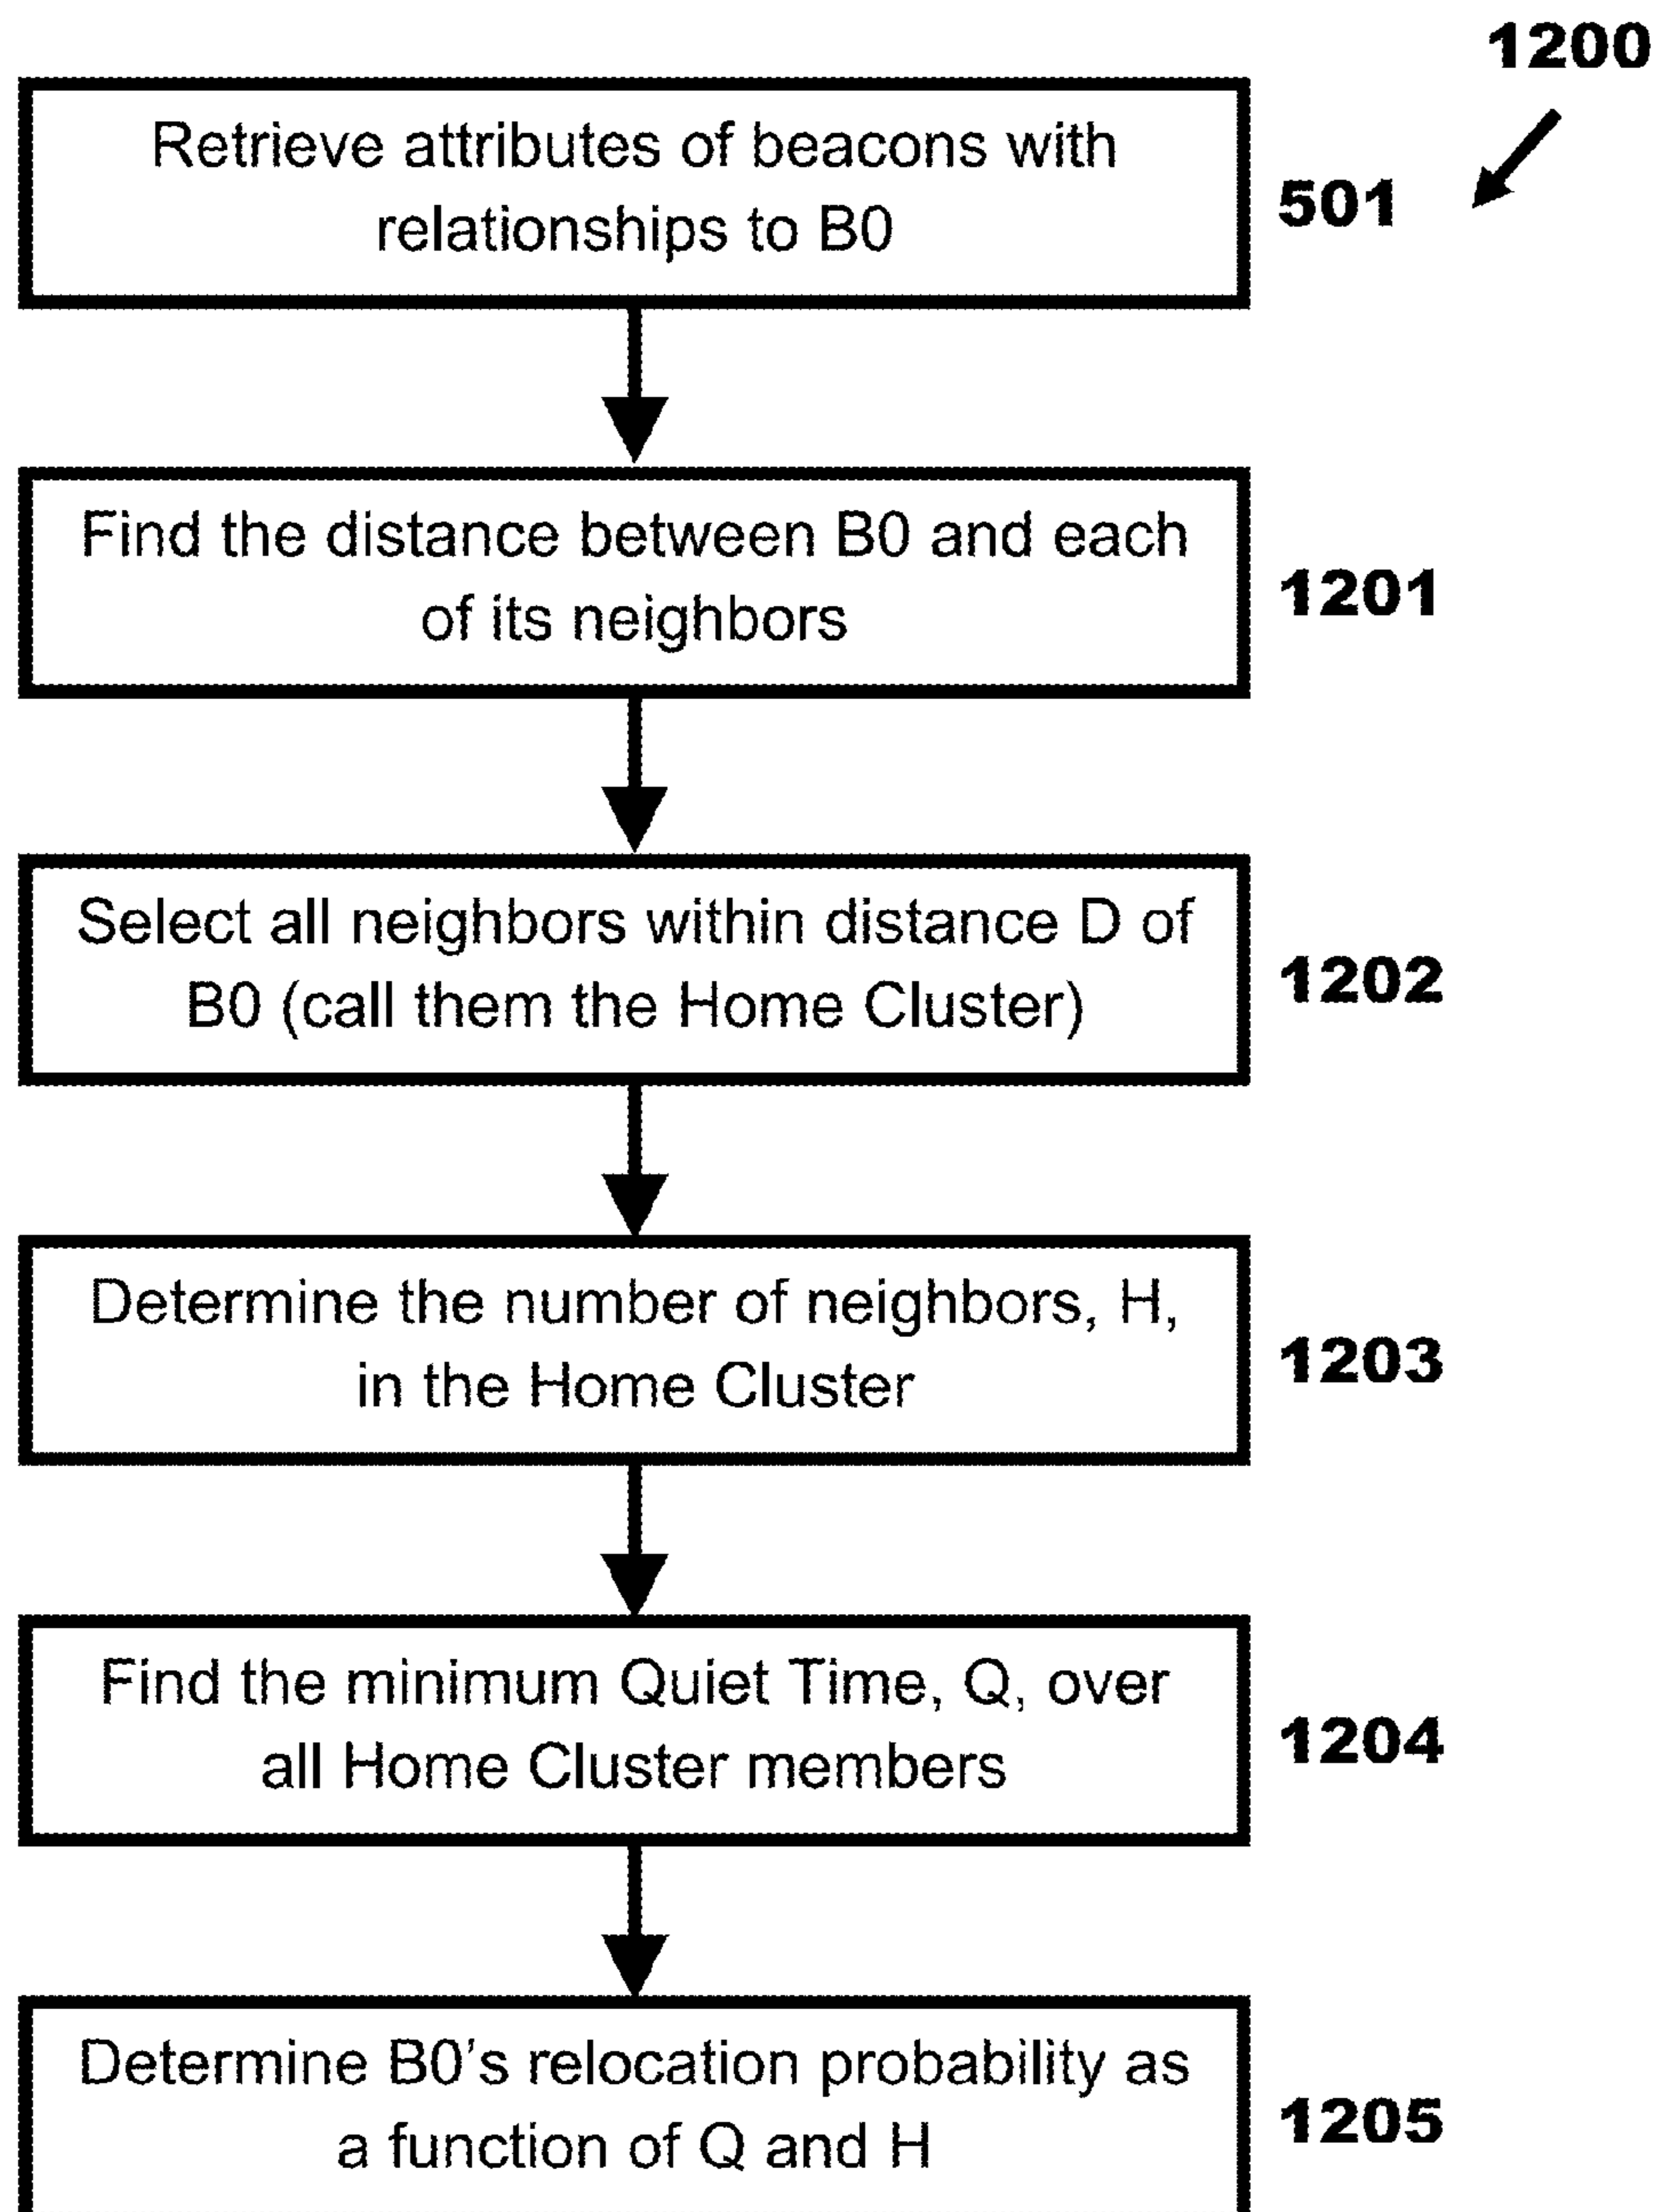 1200
Retrieve attributes of beacons with
relationships to B0
501
Find the distance between B0 and each
of its neighbors
1201
Select all neighbors within distance D of
B0 (call them the Home Cluster)
1202
Determine the number of neighbors, H,
in the Home Cluster
1203
Find the minimum Quiet Time, Q, over
all Home Cluster members
1204
Determine B0's relocation probability as
a function of Q and H
1205